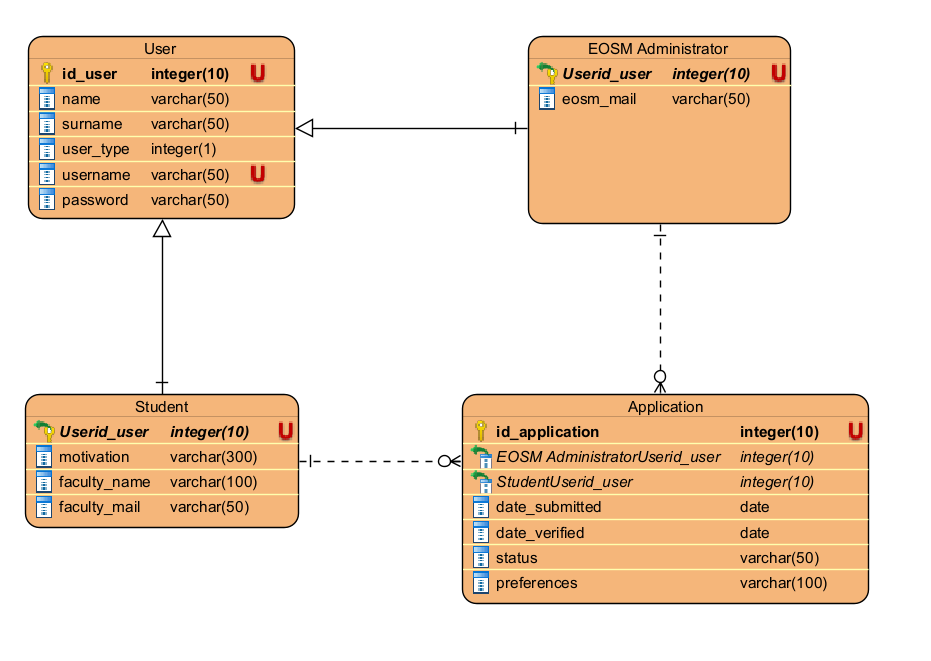 User
id_user integer(10) U
name varchar(50)
surname varchar(50)
user_type integer(1)
username varchar(50) U
password varchar(50)
EOSM Administrator
Userid_user integer(10) U
eosm_mail varchar(50)
Student
Userid_user integer(10) U
motivation varchar(300)
faculty_name varchar(100)
faculty_mail varchar(50)
Application
id_application integer(10) U
EOSM AdministratorUserid_user integer(10)
StudentUserid_user integer(10)
date_submitted date
date_verified date
status varchar(50)
preferences varchar(100)